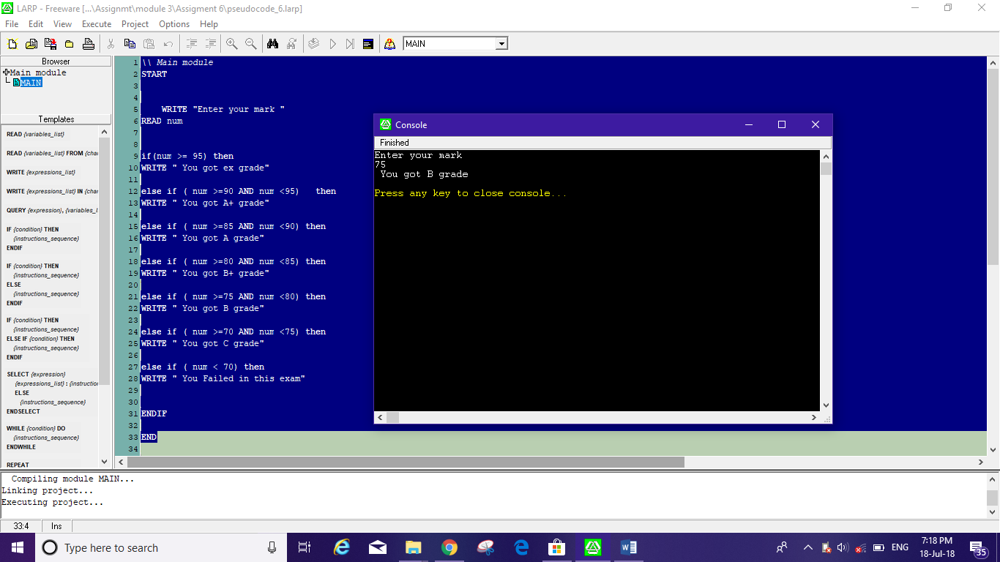 LARP - Freeware [...\Assignmt\module 3\Assigment 6\pseudocode_6.larp]
File Edit View Execute Project Options Help
MAIN
Browser
Main module
MAIN
Templates
READ {variables_list}
READ {variables_list} FROM {char
WRITE {expressions_list}
WRITE {expressions_list} IN {char
QUERY {expression}, {variables_l
IF {condition} THEN
{instructions_sequence}
ENDIF
IF {condition} THEN
{instructions_sequence}
ELSE
{instructions_sequence}
ENDIF
IF {condition} THEN
{instructions_sequence}
ELSE IF {condition} THEN
{instructions_sequence}
ENDIF
SELECT {expression}
{expressions_list} : {instruction
ELSE
{instructions_sequence}
ENDSELECT
WHILE {condition} DO
{instructions_sequence}
ENDWHILE
REPEAT
1 \\ Main module
2 START
3
4
5 WRITE "Enter your mark "
6 READ num
7
8
9 if(num >= 95) then
10 WRITE " You got ex grade"
11
12 else if ( num >=90 AND num <95) then
13 WRITE " You got A+ grade"
14
15 else if ( num >=85 AND num <90) then
16 WRITE " You got A grade"
17
18 else if ( num >=80 AND num <85) then
19 WRITE " You got B+ grade"
20
21 else if ( num >=75 AND num <80) then
22 WRITE " You got B grade"
23
24 else if ( num >=70 AND num <75) then
25 WRITE " You got C grade"
26
27 else if ( num < 70) then
28 WRITE " You Failed in this exam"
29
30
31 ENDIF
32
33 END
34
Console
Finished
Enter your mark
75
You got B grade
Press any key to close console...
Compiling module MAIN...
Linking project...
Executing project...
33:4 Ins
Type here to search
ENG
7:18 PM
18-Jul-18
35